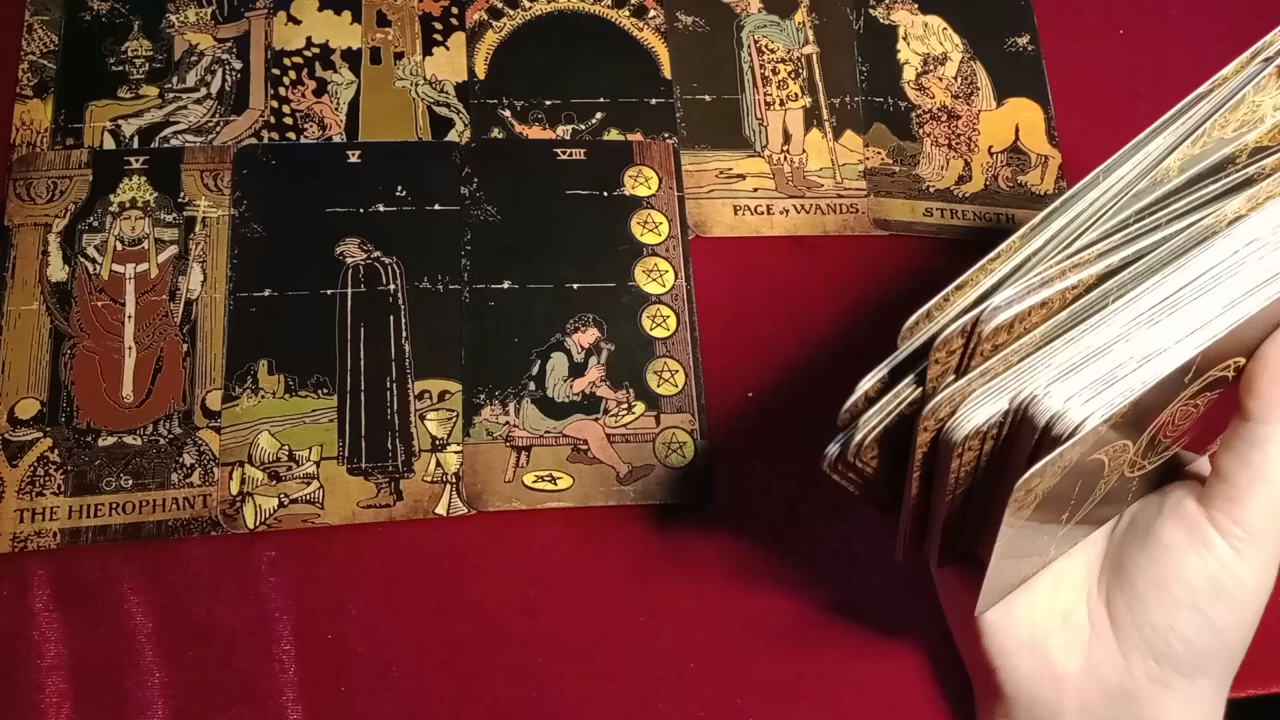 PAGE of WANDS.
STRENGTH
V
V
VIII
THE HIEROPHANT